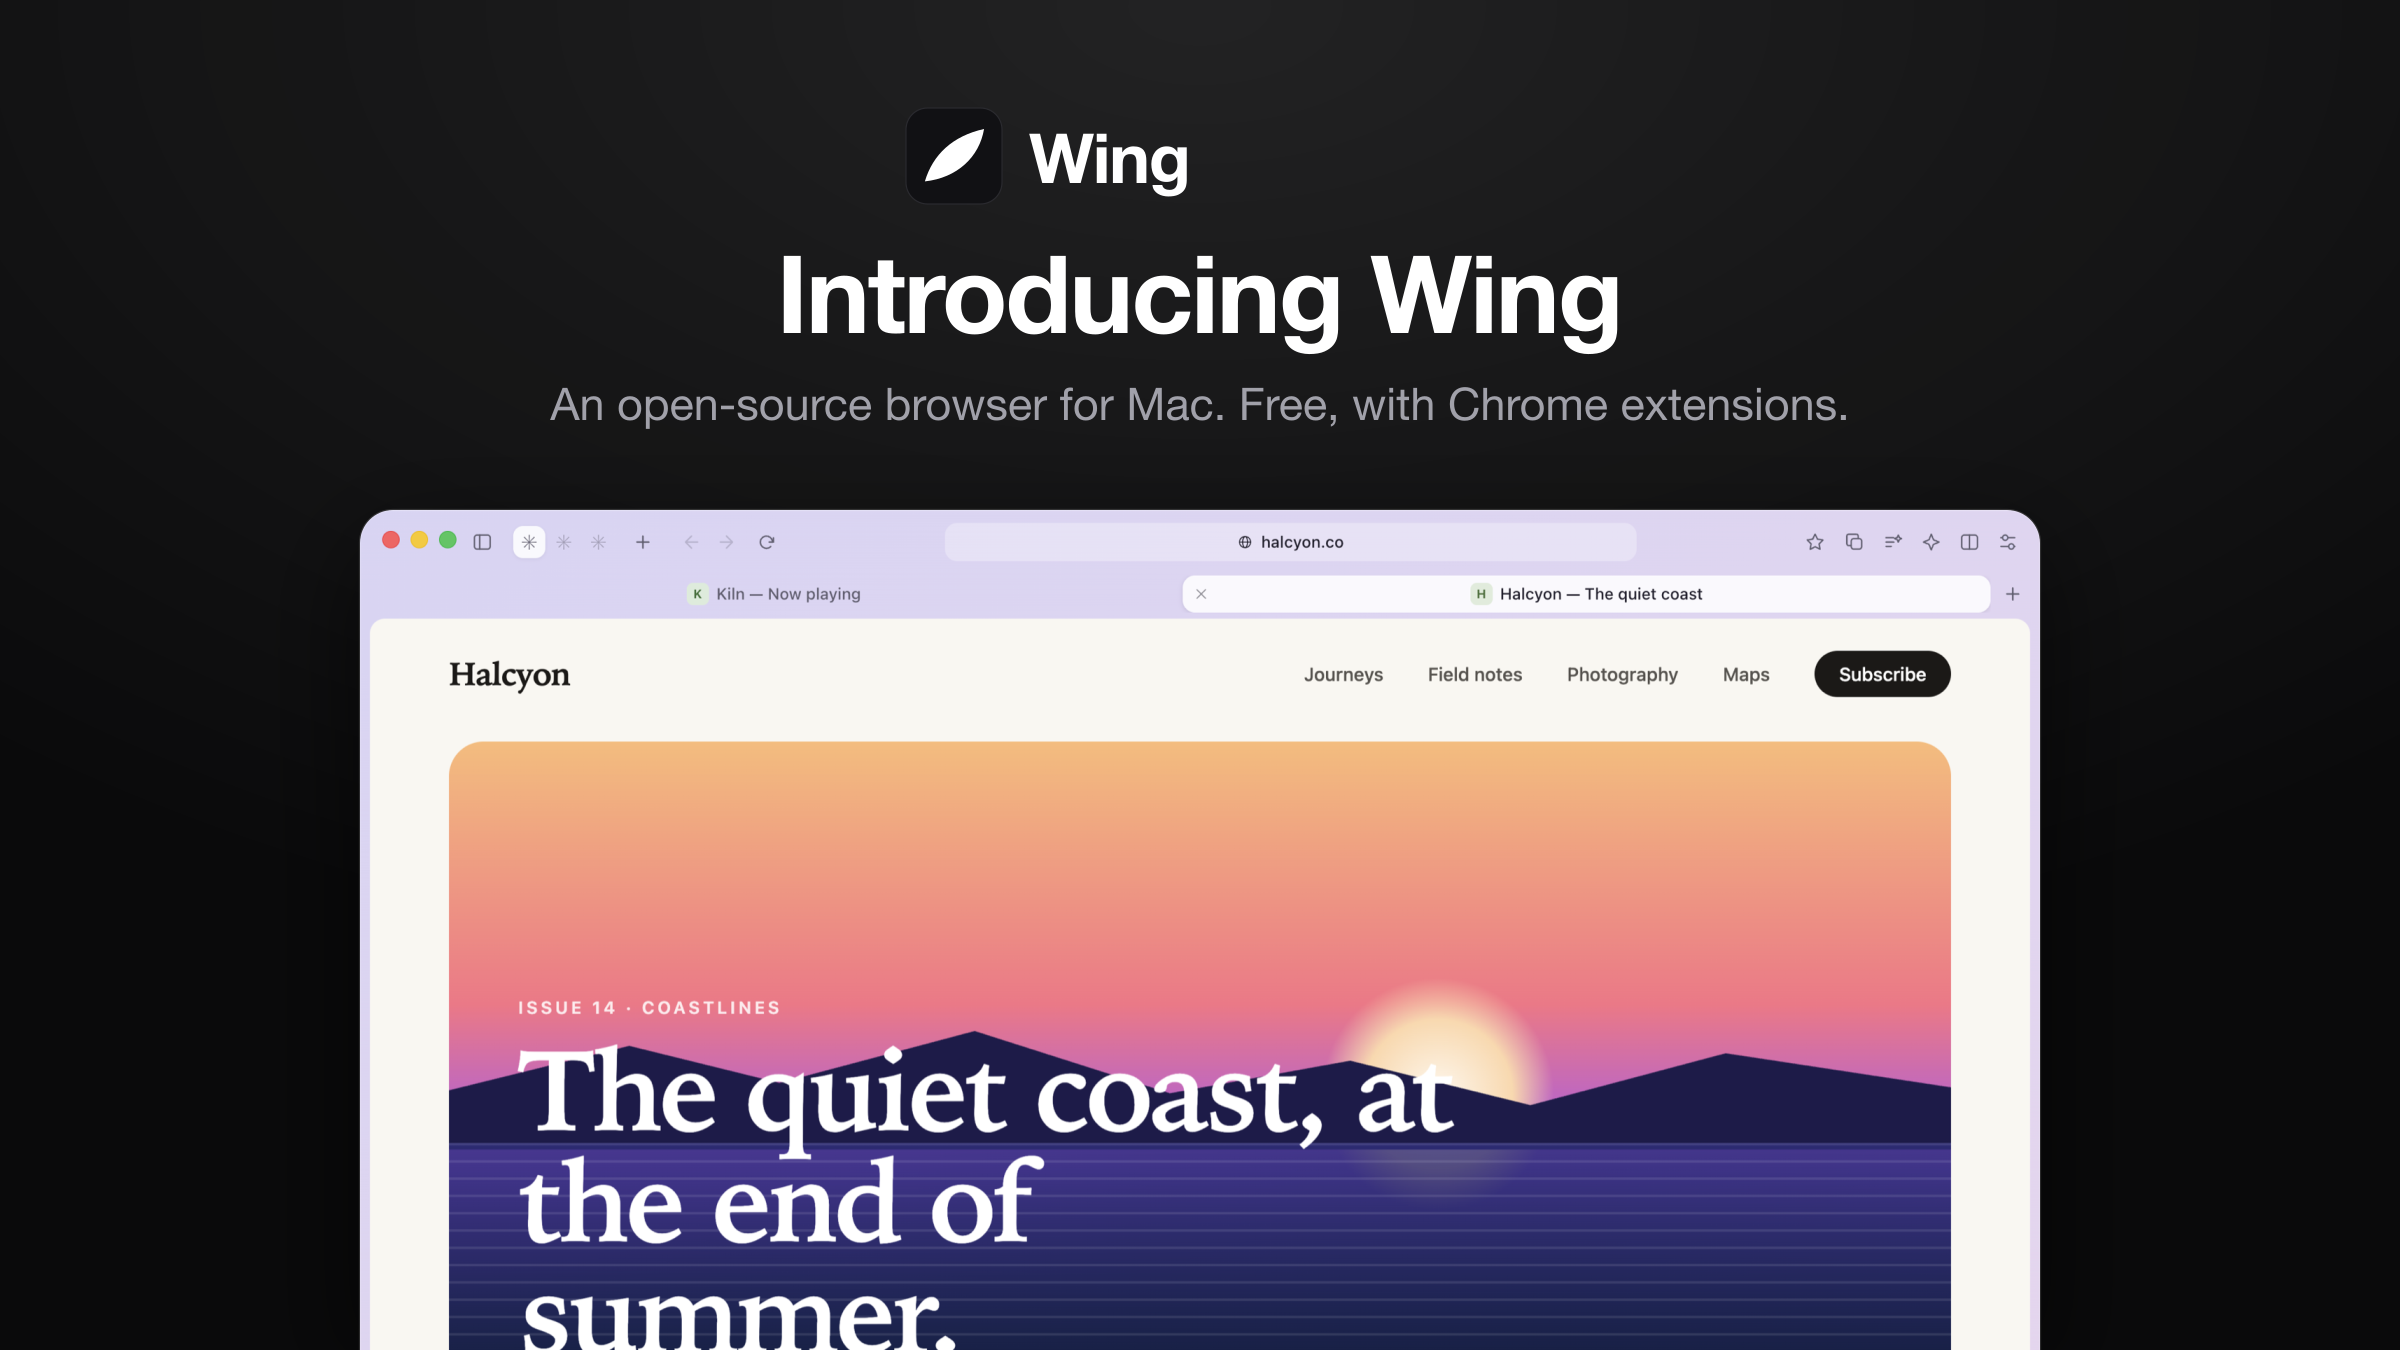 Wing
Introducing Wing
An open-source browser for Mac. Free, with Chrome extensions.
halcyon.co
K Kiln — Now playing
H Halcyon — The quiet coast
Halcyon
Journeys Field notes Photography Maps Subscribe
ISSUE 14 · COASTLINES
The quiet coast, at
the end of
summer.